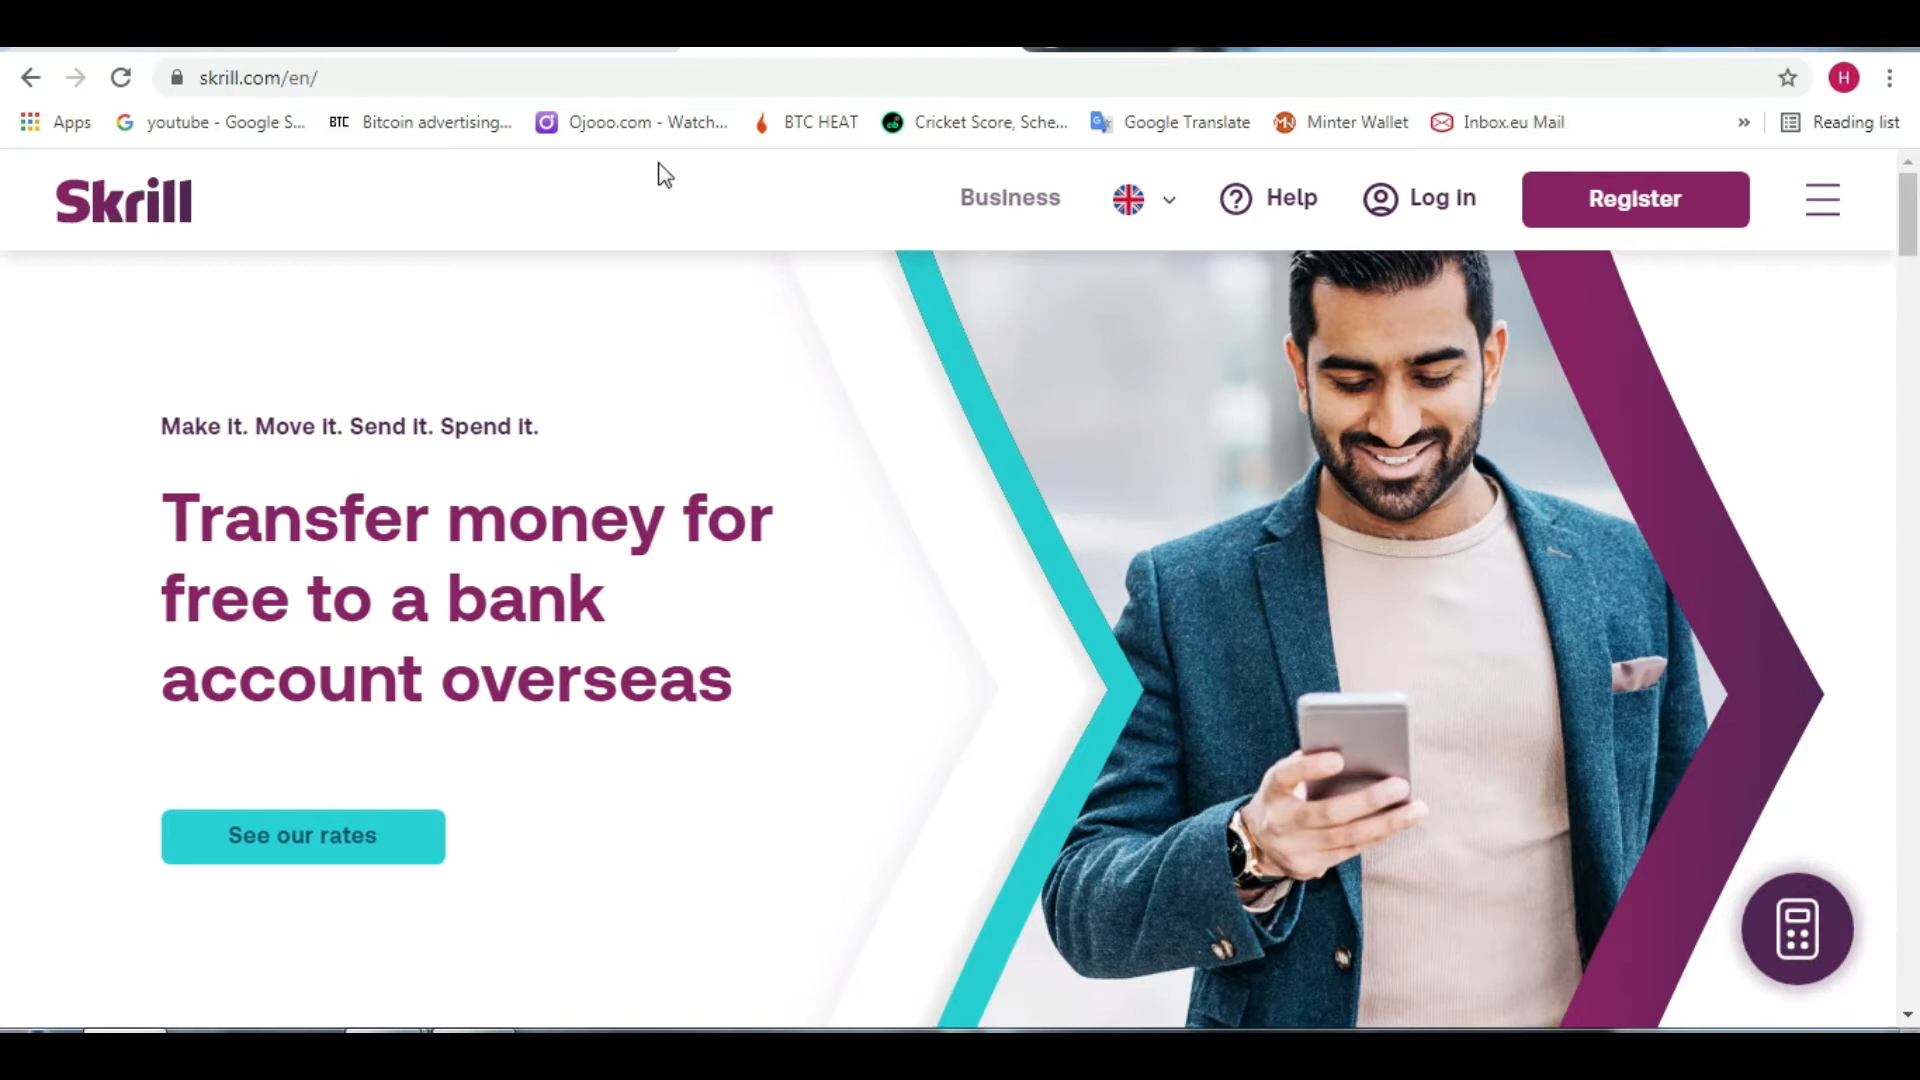 skrill.com/en/
H
Apps
youtube - Google S...
BTC Bitcoin advertising...
Ojooo.com - Watch...
BTC HEAT
Cricket Score, Sche...
Google Translate
Minter Wallet
Inbox.eu Mail
»
Reading list
Skrill
Business
Help
Log in
Register
Make it. Move it. Send it. Spend it.
Transfer money for
free to a bank
account overseas
See our rates